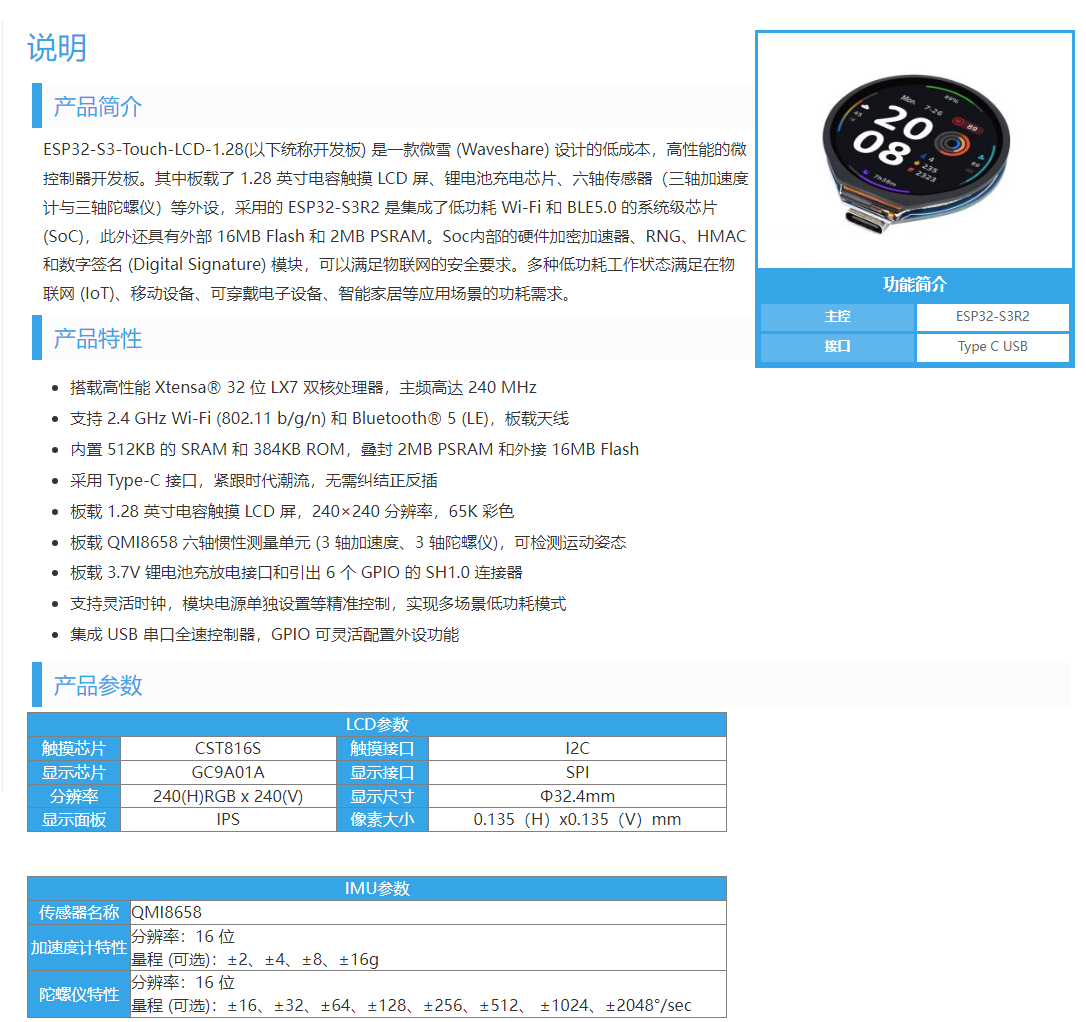 说明
产品简介
ESP32-S3-Touch-LCD-1.28(以下统称开发板) 是一款微雪 (Waveshare) 设计的低成本，高性能的微
控制器开发板。其中板载了 1.28 英寸电容触摸 LCD 屏、锂电池充电芯片、六轴传感器（三轴加速度
计与三轴陀螺仪）等外设，采用的 ESP32-S3R2 是集成了低功耗 Wi-Fi 和 BLE5.0 的系统级芯片
(SoC)，此外还具有外部 16MB Flash 和 2MB PSRAM。Soc内部的硬件加密加速器、RNG、HMAC
和数字签名 (Digital Signature) 模块，可以满足物联网的安全要求。多种低功耗工作状态满足在物
联网 (IoT)、移动设备、可穿戴电子设备、智能家居等应用场景的功耗需求。
89%
Mon 7-26
45
20
89
08
4
235
2323
99
7h38m
功能简介
主控 ESP32-S3R2
接口 Type C USB
产品特性
• 搭载高性能 Xtensa® 32 位 LX7 双核处理器，主频高达 240 MHz
• 支持 2.4 GHz Wi-Fi (802.11 b/g/n) 和 Bluetooth® 5 (LE)，板载天线
• 内置 512KB 的 SRAM 和 384KB ROM，叠封 2MB PSRAM 和外接 16MB Flash
• 采用 Type-C 接口，紧跟时代潮流，无需纠结正反插
• 板载 1.28 英寸电容触摸 LCD 屏，240×240 分辨率，65K 彩色
• 板载 QMI8658 六轴惯性测量单元 (3 轴加速度、3 轴陀螺仪)，可检测运动姿态
• 板载 3.7V 锂电池充放电接口和引出 6 个 GPIO 的 SH1.0 连接器
• 支持灵活时钟，模块电源单独设置等精准控制，实现多场景低功耗模式
• 集成 USB 串口全速控制器，GPIO 可灵活配置外设功能
产品参数
LCD参数
触摸芯片 CST816S 触摸接口 I2C
显示芯片 GC9A01A 显示接口 SPI
分辨率 240(H)RGB x 240(V) 显示尺寸 Φ32.4mm
显示面板 IPS 像素大小 0.135（H）x0.135（V）mm
IMU参数
传感器名称 QMI8658
加速度计特性 分辨率：16 位
量程 (可选)：±2、±4、±8、±16g
陀螺仪特性 分辨率：16 位
量程 (可选)：±16、±32、±64、±128、±256、±512、 ±1024、±2048°/sec